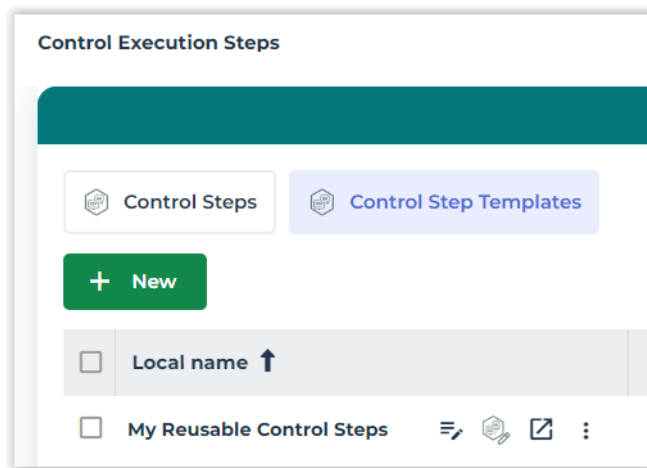 Control Execution Steps
Control Steps
Control Step Templates
New
Local name
My Reusable Control Steps